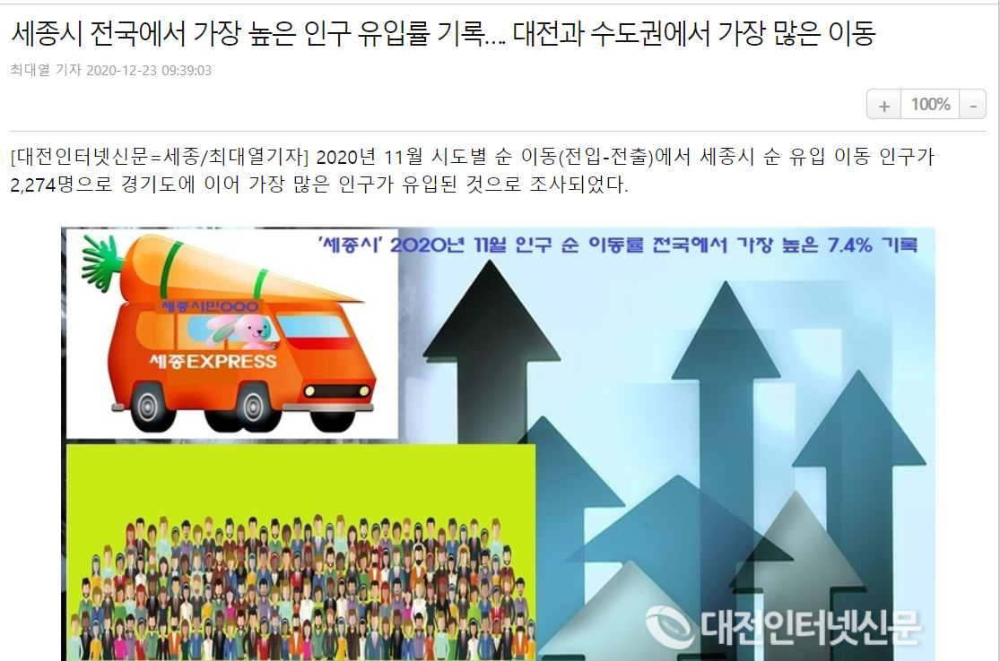 세종시 전국에서 가장 높은 인구 유입률 기록.... 대전과 수도권에서 가장 많은 이동
최대열 기자 2020-12-23 09:39:03
+ 100% -
[대전인터넷신문=세종/최대열기자] 2020년 11월 시도별 순 이동(전입-전출)에서 세종시 순 유입 이동 인구가
2,274명으로 경기도에 이어 가장 많은 인구가 유입된 것으로 조사되었다.
'세종시' 2020년 11월 인구 순 이동률 전국에서 가장 높은 7.4% 기록
세종시민OOO
세종EXPRESS
대전인터넷신문